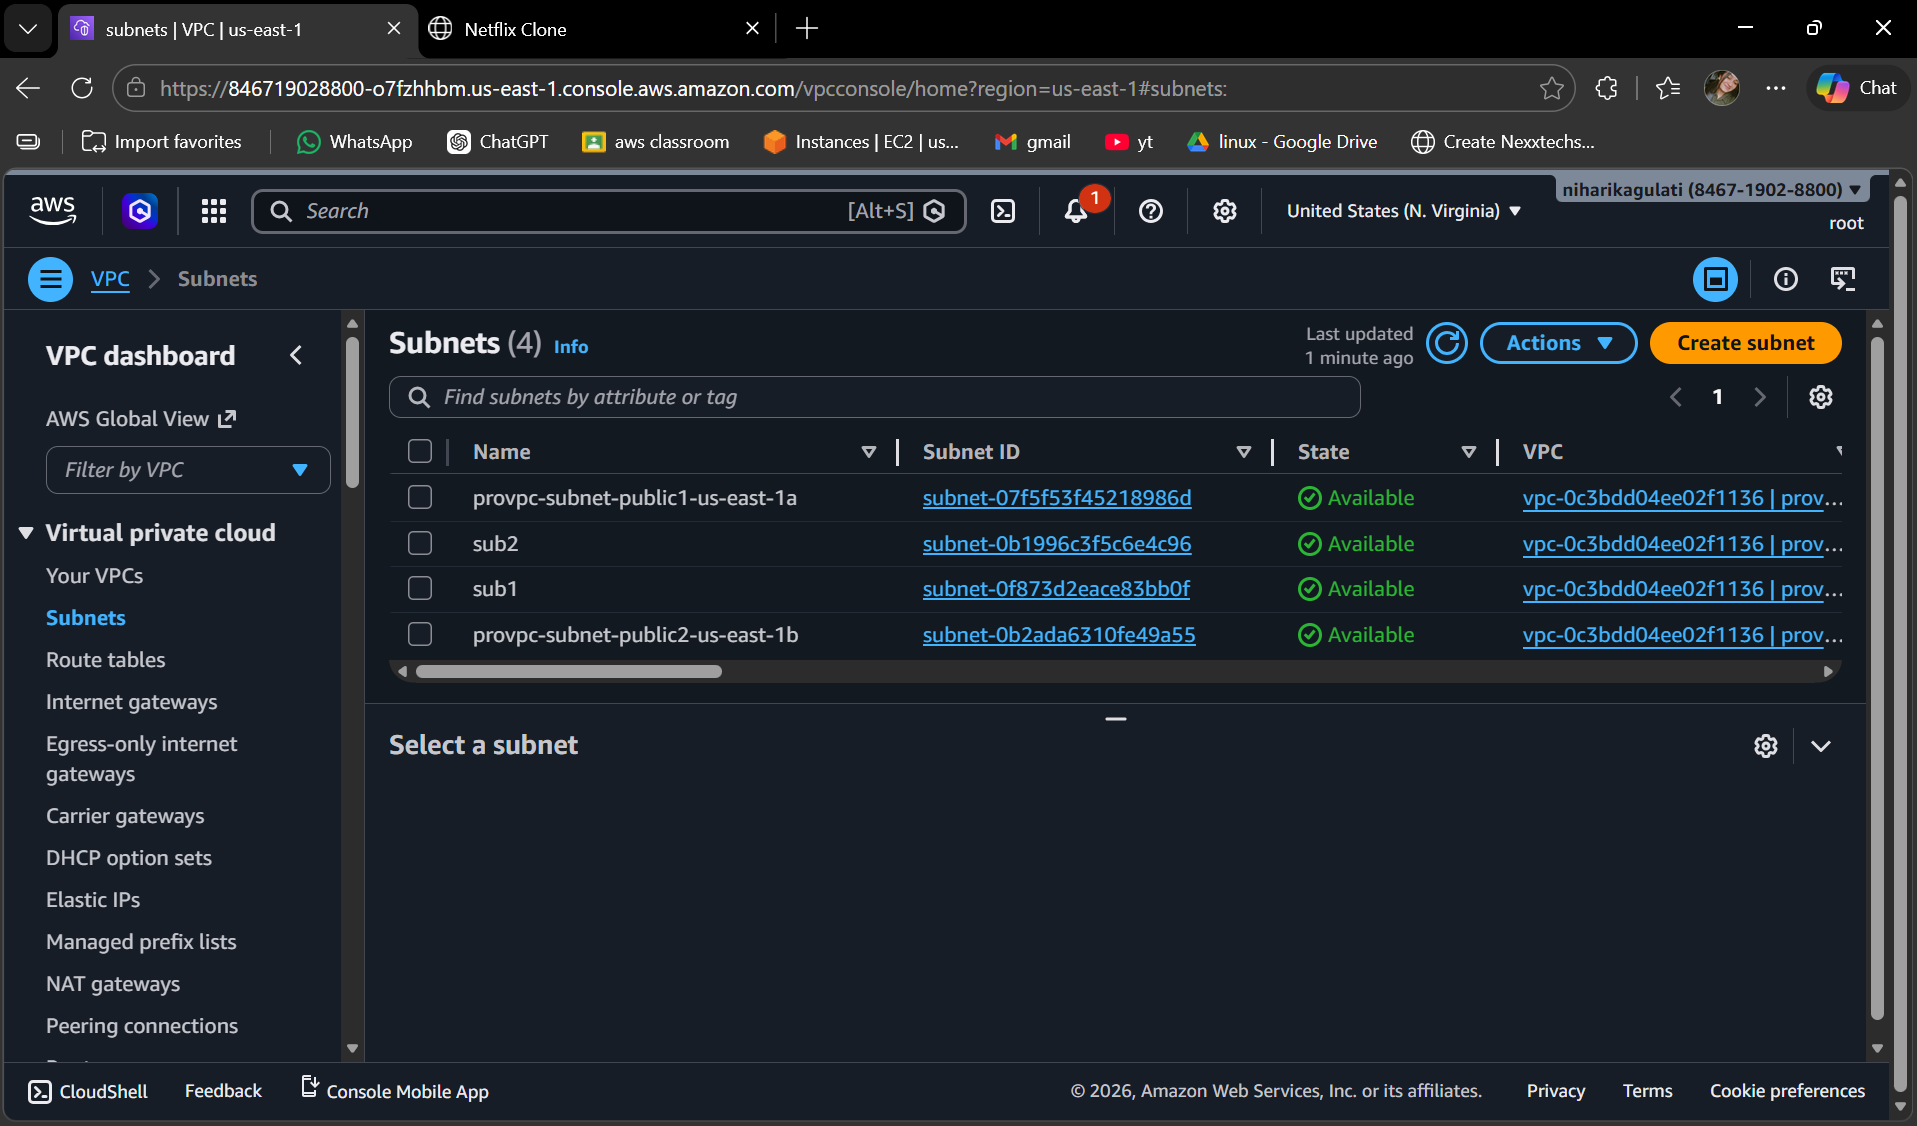 subnets | VPC | us-east-1
Netflix Clone
https://846719028800-o7fzhhbm.us-east-1.console.aws.amazon.com/vpcconsole/home?region=us-east-1#subnets:
Chat
Import favorites
WhatsApp
ChatGPT
aws classroom
Instances | EC2 | us...
gmail
yt
linux - Google Drive
Create Nexxtechs...
aws
Search
[Alt+S]
1
United States (N. Virginia)
niharikagulati (8467-1902-8800)
root
VPC
Subnets
VPC dashboard
AWS Global View
Filter by VPC
Virtual private cloud
Your VPCs
Subnets
Route tables
Internet gateways
Egress-only internet
gateways
Carrier gateways
DHCP option sets
Elastic IPs
Managed prefix lists
NAT gateways
Peering connections
Subnets (4) Info
Last updated
1 minute ago
Actions
Create subnet
Find subnets by attribute or tag
1
Name Subnet ID State VPC
provpc-subnet-public1-us-east-1a subnet-07f5f53f45218986d Available vpc-0c3bdd04ee02f1136 | prov...
sub2 subnet-0b1996c3f5c6e4c96 Available vpc-0c3bdd04ee02f1136 | prov...
sub1 subnet-0f873d2eace83bb0f Available vpc-0c3bdd04ee02f1136 | prov...
provpc-subnet-public2-us-east-1b subnet-0b2ada6310fe49a55 Available vpc-0c3bdd04ee02f1136 | prov...
Select a subnet
CloudShell
Feedback
Console Mobile App
© 2026, Amazon Web Services, Inc. or its affiliates.
Privacy
Terms
Cookie preferences